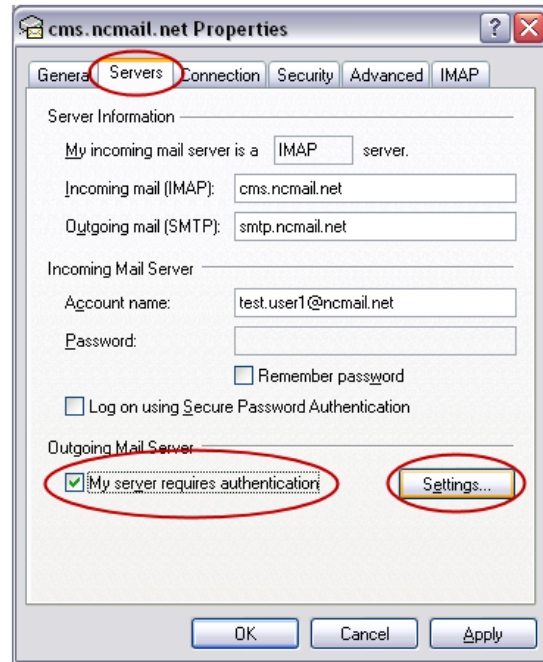 cms.ncmail.net Properties
General Servers Connection Security Advanced IMAP
Server Information
My incoming mail server is a IMAP server.
Incoming mail (IMAP): cms.ncmail.net
Outgoing mail (SMTP): smtp.ncmail.net
Incoming Mail Server
Account name: test.user1@ncmail.net
Password:
Remember password
Log on using Secure Password Authentication
Outgoing Mail Server
My server requires authentication Settings...
OK Cancel Apply